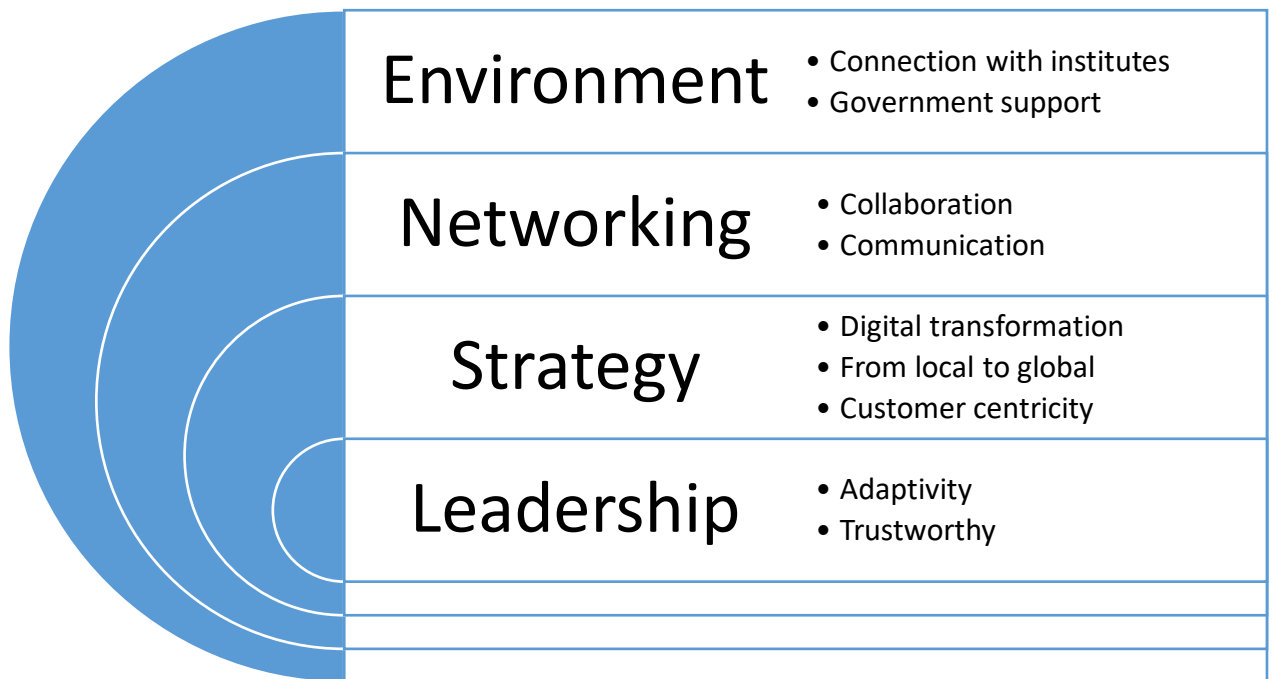 Environment
• Connection with institutes
• Government support
Networking
• Collaboration
• Communication
Strategy
• Digital transformation
• From local to global
• Customer centricity
Leadership
• Adaptivity
• Trustworthy